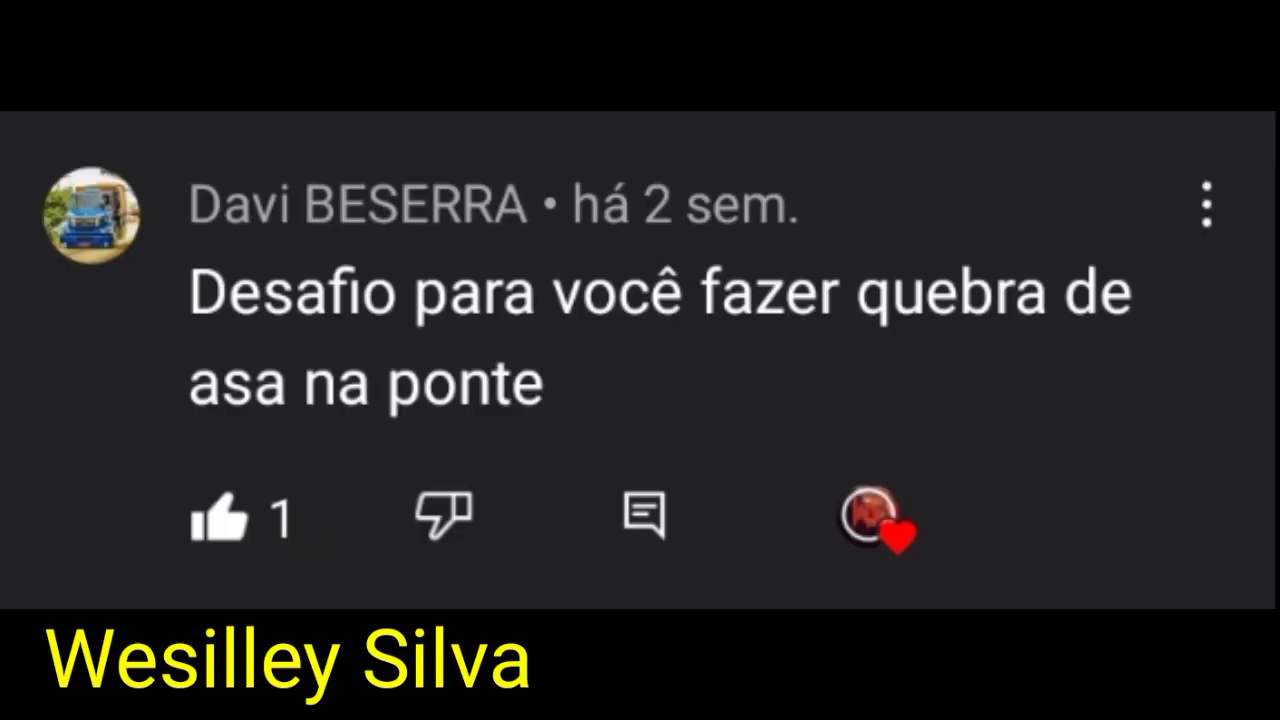 Davi BESERRA • há 2 sem.
Desafio para você fazer quebra de
asa na ponte
1
Wesilley Silva